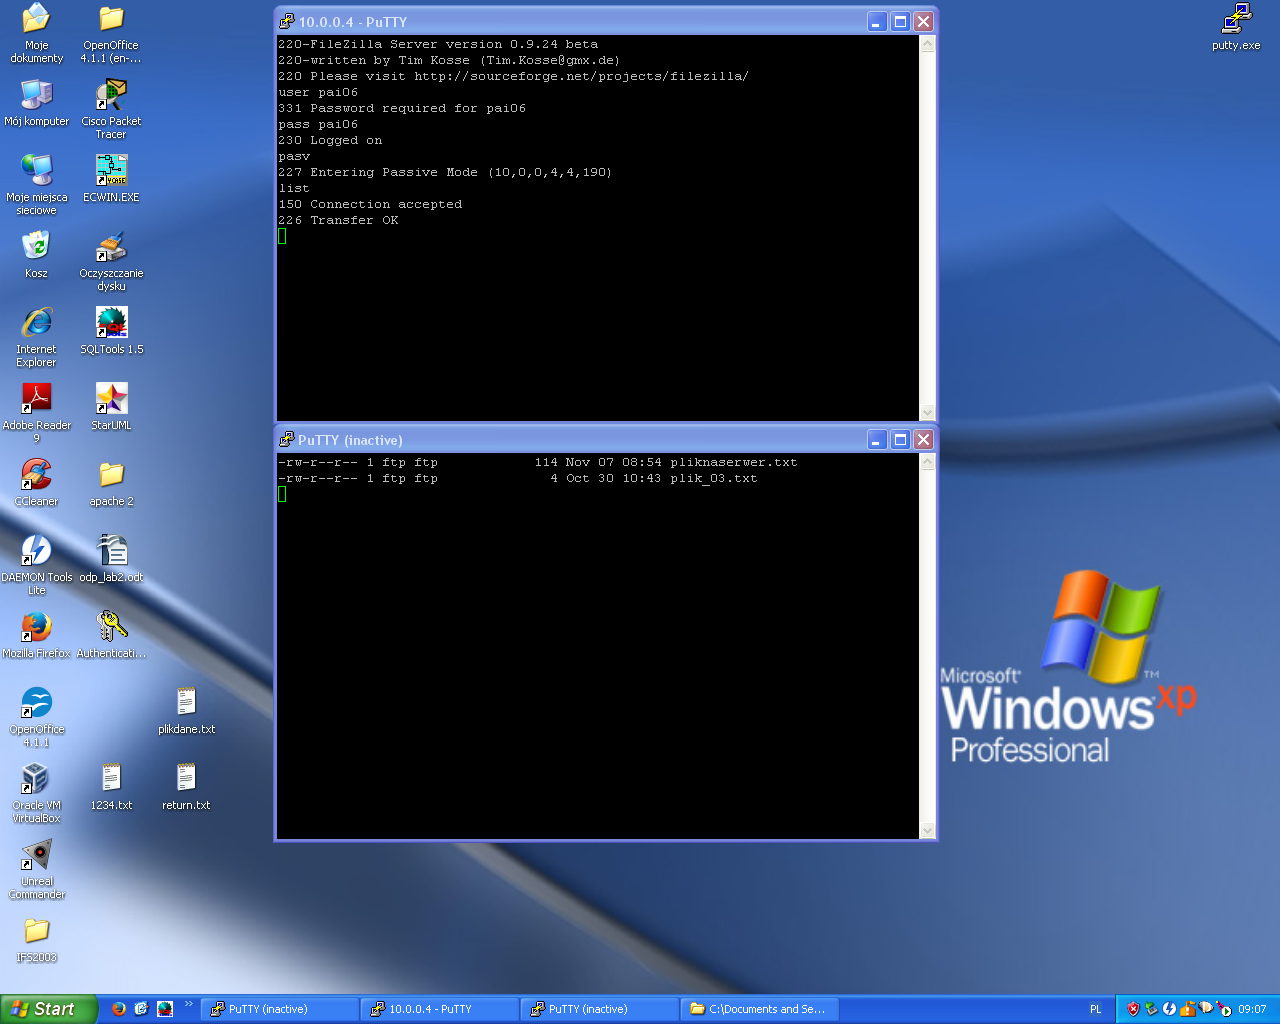 Moje dokumenty
OpenOffice 4.1.1 (en-...
putty.exe
Mój komputer
Cisco Packet Tracer
Moje miejsca sieciowe
ECWIN.EXE
Kosz
Oczyszczanie dysku
Internet Explorer
SQLTools 1.5
Adobe Reader 9
StarUML
CCleaner
apache 2
DAEMON Tools Lite
odp_lab2.odt
Mozilla Firefox
Authenticati...
OpenOffice 4.1.1
plikdane.txt
Oracle VM VirtualBox
1234.txt
return.txt
Unreal Commander
IFS2003
10.0.0.4 - PuTTY
220-FileZilla Server version 0.9.24 beta
220-written by Tim Kosse (Tim.Kosse@gmx.de)
220 Please visit http://sourceforge.net/projects/filezilla/
user pai06
331 Password required for pai06
pass pai06
230 Logged on
pasv
227 Entering Passive Mode (10,0,0,4,4,190)
list
150 Connection accepted
226 Transfer OK
PuTTY (inactive)
-rw-r--r-- 1 ftp ftp            114 Nov 07 08:54 pliknaserwer.txt
-rw-r--r-- 1 ftp ftp              4 Oct 30 10:43 plik_03.txt
Microsoft®
Windows xp ™
Professional
Start
PuTTY (inactive)
10.0.0.4 - PuTTY
PuTTY (inactive)
C:\Documents and Se...
PL
09:07